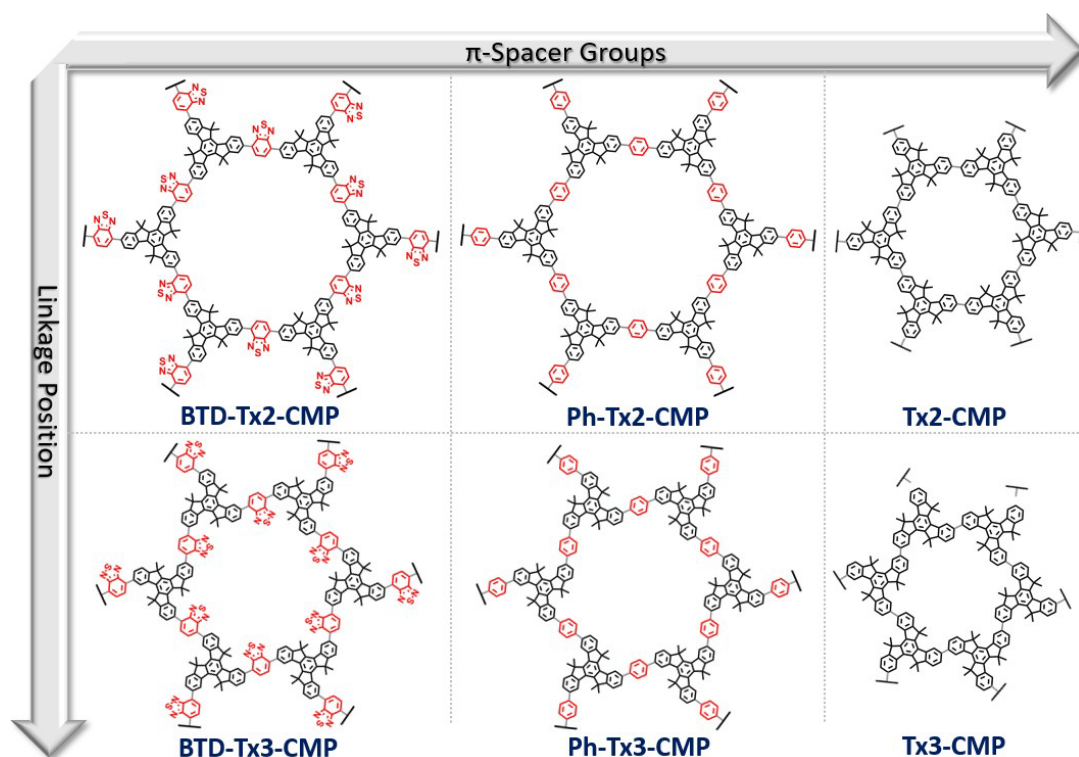 π-Spacer Groups
Linkage Position
BTD-Tx2-CMP
Ph-Tx2-CMP
Tx2-CMP
BTD-Tx3-CMP
Ph-Tx3-CMP
Tx3-CMP